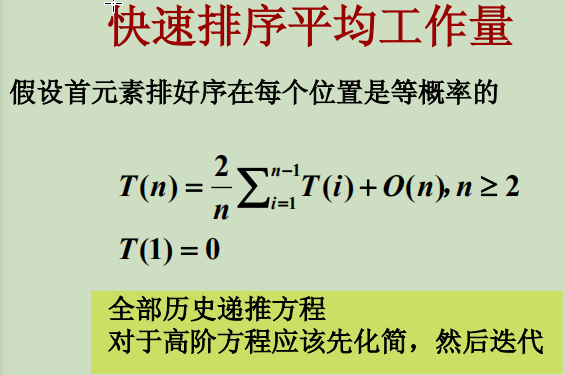 快速排序平均工作量
假设首元素排好序在每个位置是等概率的
T(n) = \frac{2}{n} \sum_{i=1}^{n-1} T(i) + O(n), n ≥ 2
T(1) = 0
全部历史递推方程
对于高阶方程应该先化简，然后迭代